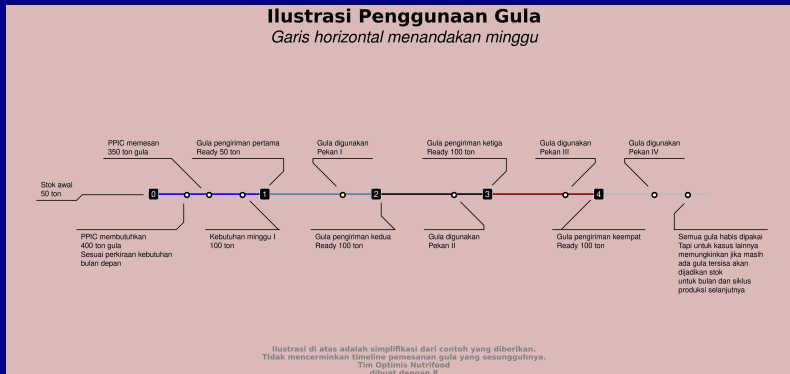 Ilustrasi Penggunaan Gula
Garis horizontal menandakan minggu
PPIC memesan
350 ton gula
Gula pengiriman pertama
Ready 50 ton
Gula digunakan
Pekan I
Gula pengiriman ketiga
Ready 100 ton
Gula digunakan
Pekan III
Gula digunakan
Pekan IV
Stok awal
50 ton
0
1
2
3
4
PPIC membutuhkan
400 ton gula
Sesuai perkiraan kebutuhan
bulan depan
Kebutuhan minggu I
100 ton
Gula pengiriman kedua
Ready 100 ton
Gula digunakan
Pekan II
Gula pengiriman keempat
Ready 100 ton
Semua gula habis dipakai
Tapi untuk kasus lainnya
memungkinkan jika masih
ada gula tersisa akan
dijadikan stok
untuk bulan dan siklus
produksi selanjutnya
Ilustrasi di atas adalah simplifikasi dari contoh yang diberikan.
Tidak mencerminkan timeline pemesanan gula yang sesungguhnya.
Tim Optimis Nutrifood
dibuat dengan R